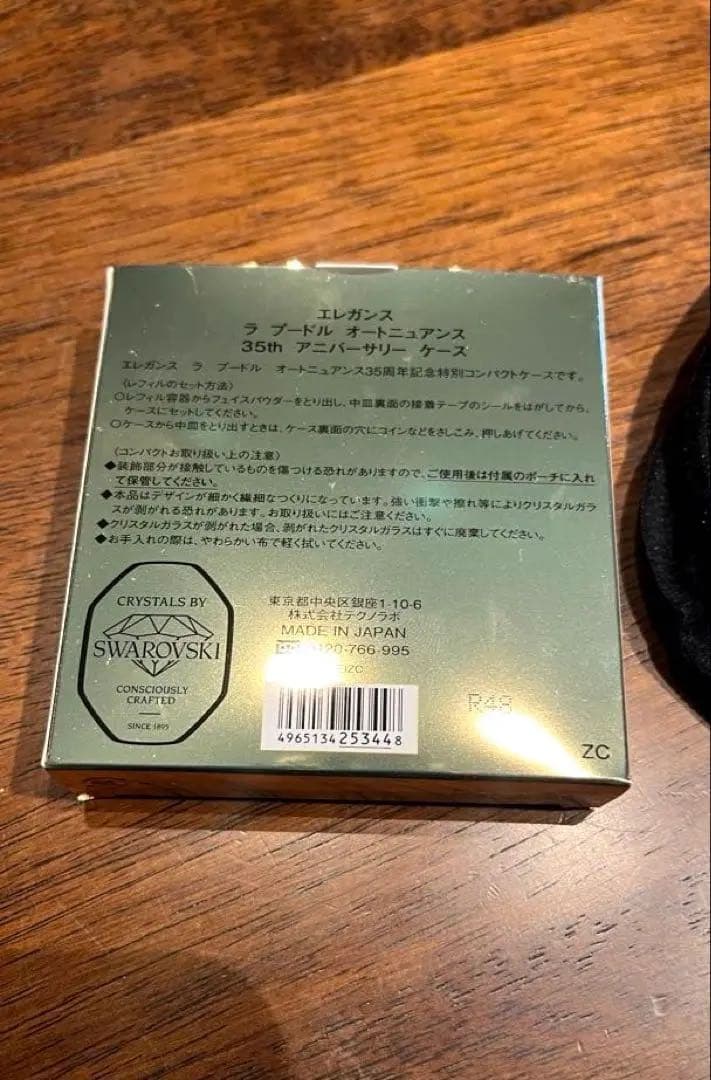 エレガンス
ラ プードル オートニュアンス
35th アニバーサリー ケース
エレガンス ラ プードル オートニュアンス35周年記念特別コンパクトケースです。
〈レフィルのセット方法〉
○レフィル容器からフェイスパウダーをとり出し、中皿裏面の接着テープのシールをはがしてから、
ケースにセットしてください。
○ケースから中皿をとり出すときは、ケース裏面の穴にコインなどをさしこみ、押しあげてください。
〈コンパクトお取り扱い上の注意〉
◆装飾部分が接触しているものを傷つける恐れがありますので、ご使用後は付属のポーチに入れ
て保管してください。
◆本品はデザインが細かく繊細なつくりになっています。強い衝撃や擦れ等によりクリスタルガラ
スが剥がれる恐れがあります。お取り扱いにはご注意ください。
◆クリスタルガラスが剥がれた場合、剥がれたクリスタルガラスはすぐに廃棄してください。
◆お手入れの際は、やわらかい布で軽く拭いてください。
CRYSTALS BY
SWAROVSKI
CONSCIOUSLY
CRAFTED
SINCE 1895
東京都中央区銀座1-10-6
株式会社テクノラボ
MADE IN JAPAN
0120-766-995
4965134253448
R48
ZC